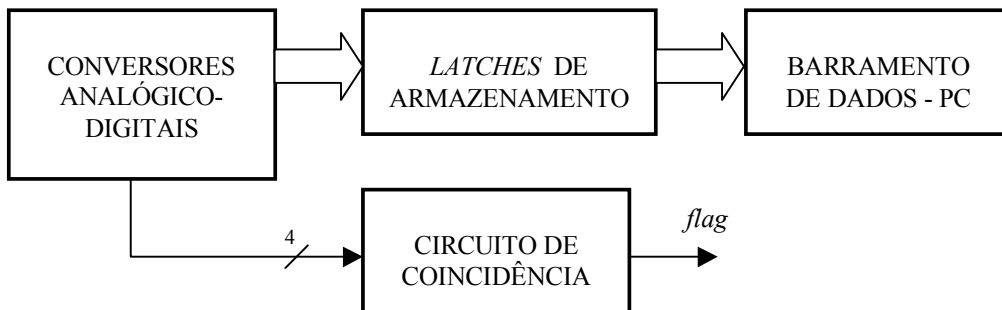 CONVERSORES
ANALÓGICO-
DIGITAIS
LATCHES DE
ARMAZENAMENTO
BARRAMENTO
DE DADOS - PC
4
CIRCUITO DE
COINCIDÊNCIA
flag